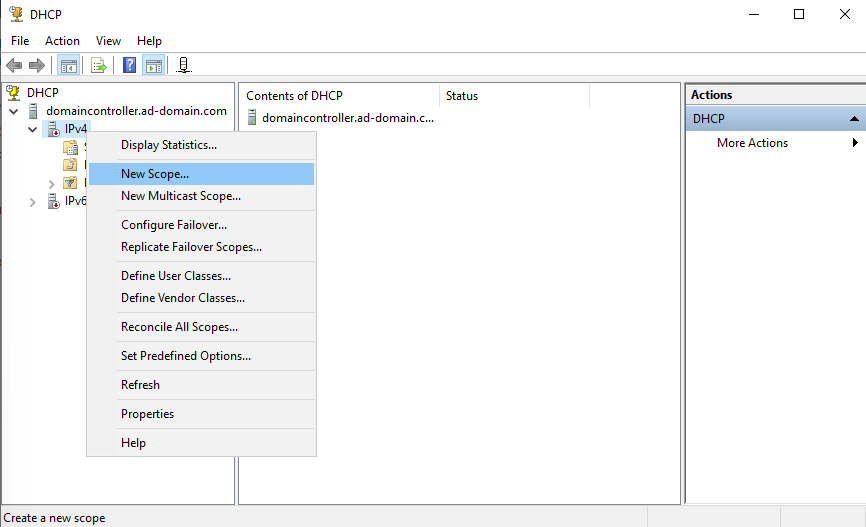 DHCP
File Action View Help
DHCP
domaincontroller.ad-domain.com
IPv4
IPv6
Display Statistics...
New Scope...
New Multicast Scope...
Configure Failover...
Replicate Failover Scopes...
Define User Classes...
Define Vendor Classes...
Reconcile All Scopes...
Set Predefined Options...
Refresh
Properties
Help
Contents of DHCP Status
domaincontroller.ad-domain.c...
Actions
DHCP
More Actions
Create a new scope